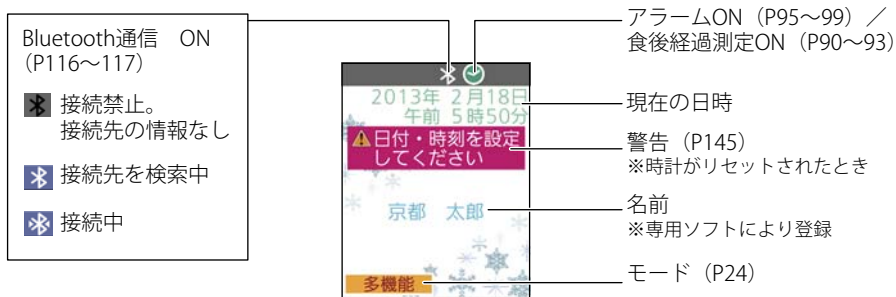 Bluetooth通信　ON
（P116～117）
接続禁止。
接続先の情報なし
接続先を検索中
接続中
2013年 2月18日
午前 5時50分
日付・時刻を設定
してください
京都　太郎
多機能
アラームON（P95～99）／
食後経過測定ON（P90～93）
現在の日時
警告（P145）
※時計がリセットされたとき
名前
※専用ソフトにより登録
モード（P24）